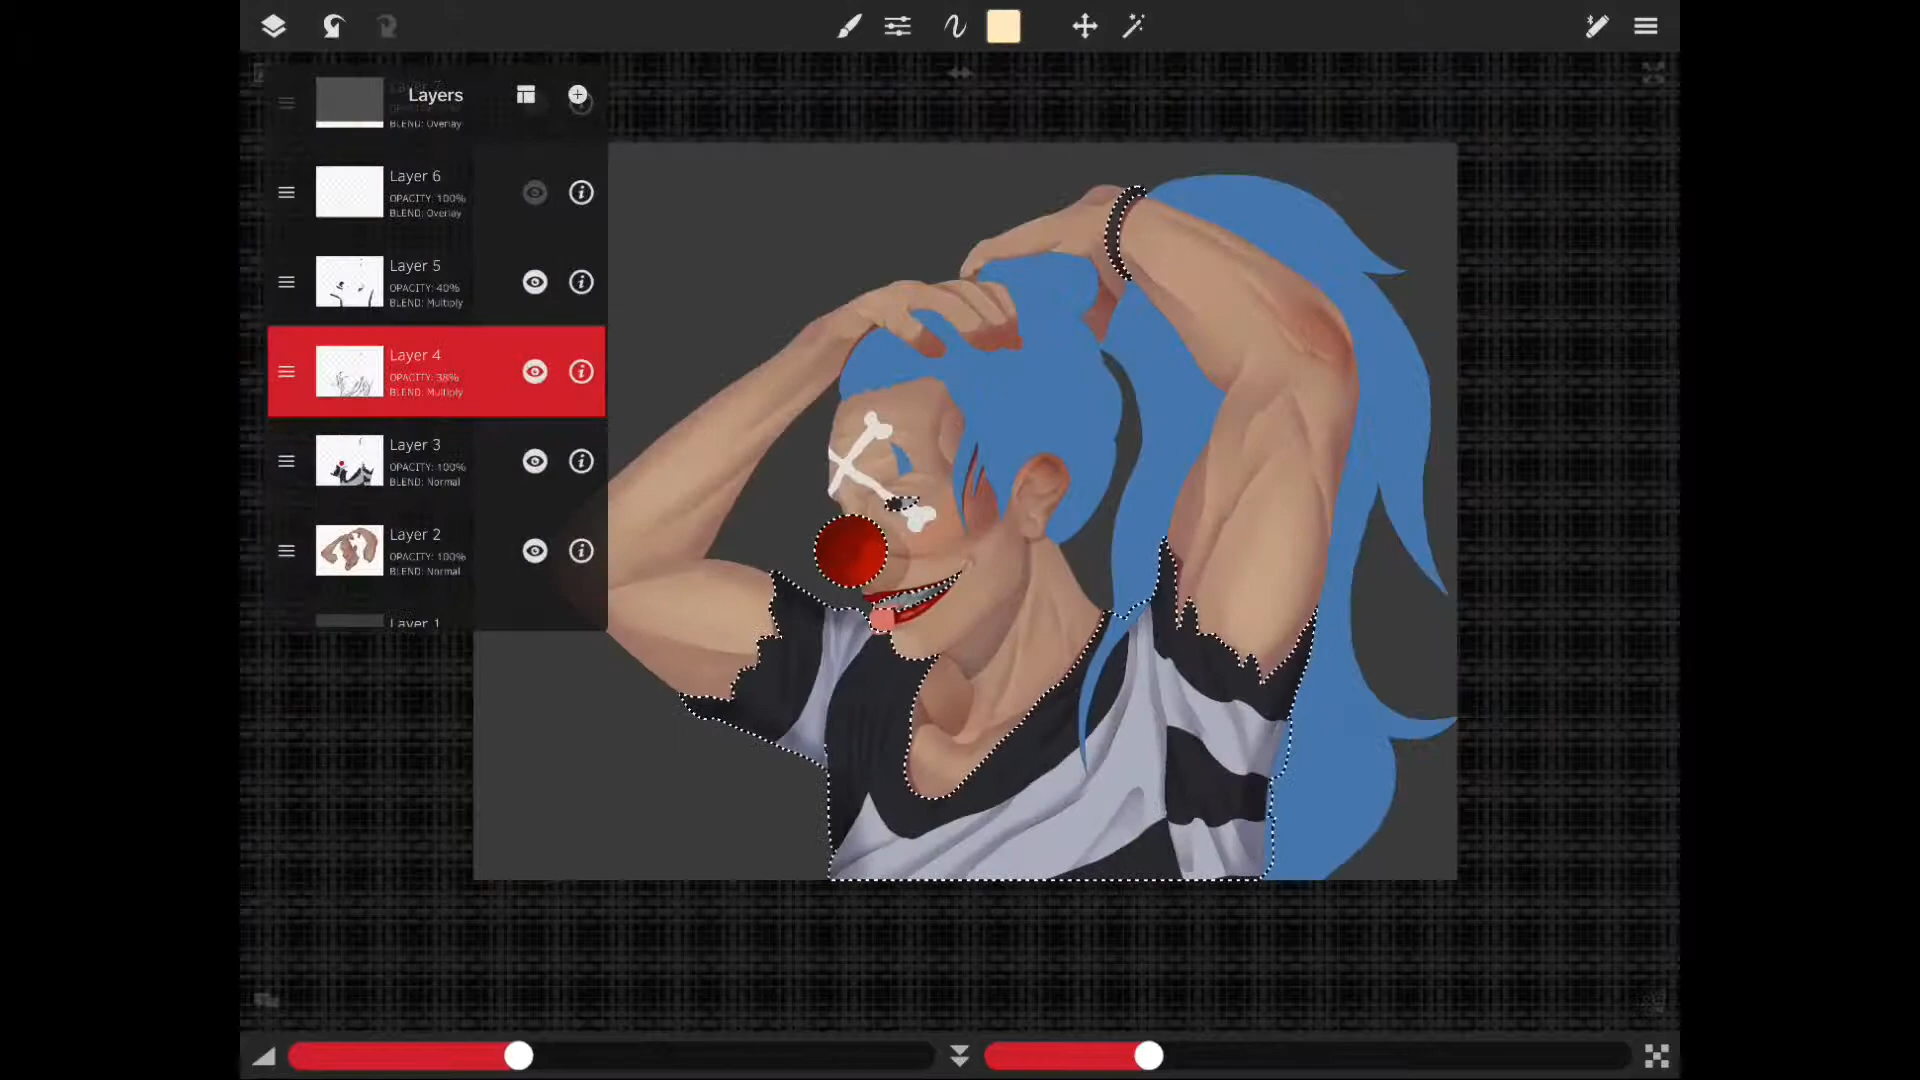 Layers
BLEND: Overlay
Layer 6
OPACITY: 100%
BLEND: Overlay
Layer 5
OPACITY: 40%
BLEND: Multiply
Layer 4
OPACITY: 38%
BLEND: Multiply
Layer 3
OPACITY: 100%
BLEND: Normal
Layer 2
OPACITY: 100%
BLEND: Normal
Layer 1